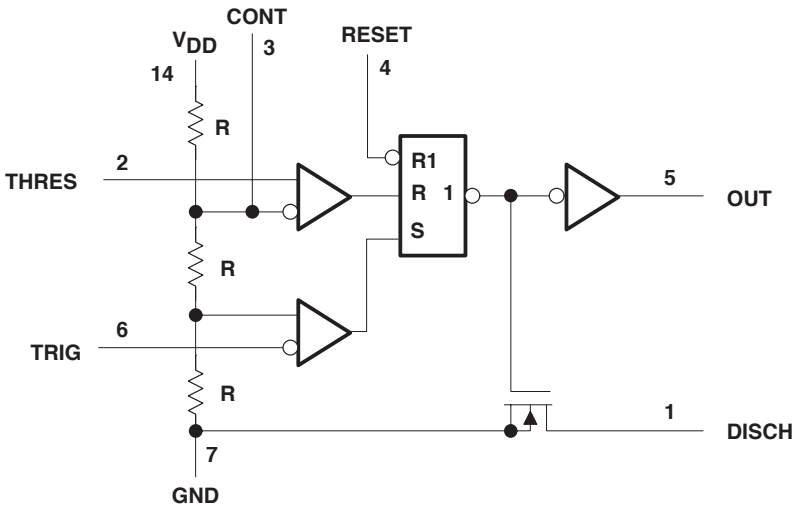 CONT
3
VDD
14
RESET
4
R
THRES
2
R1
R 1
S
5
OUT
R
TRIG
6
R
1
DISCH
7
GND